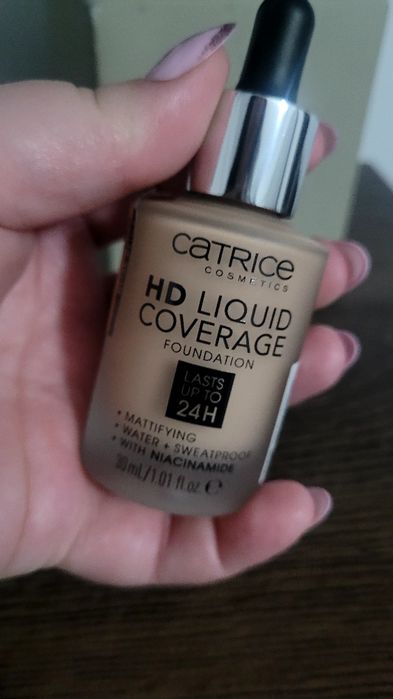 CATRICE
COSMETICS
HD LIQUID
COVERAGE
FOUNDATION
LASTS
UP TO
24H
• MATTIFYING
• WATER + SWEATPROOF
• WITH NIACINAMIDE
30 mL/1.01 fl oz ℮